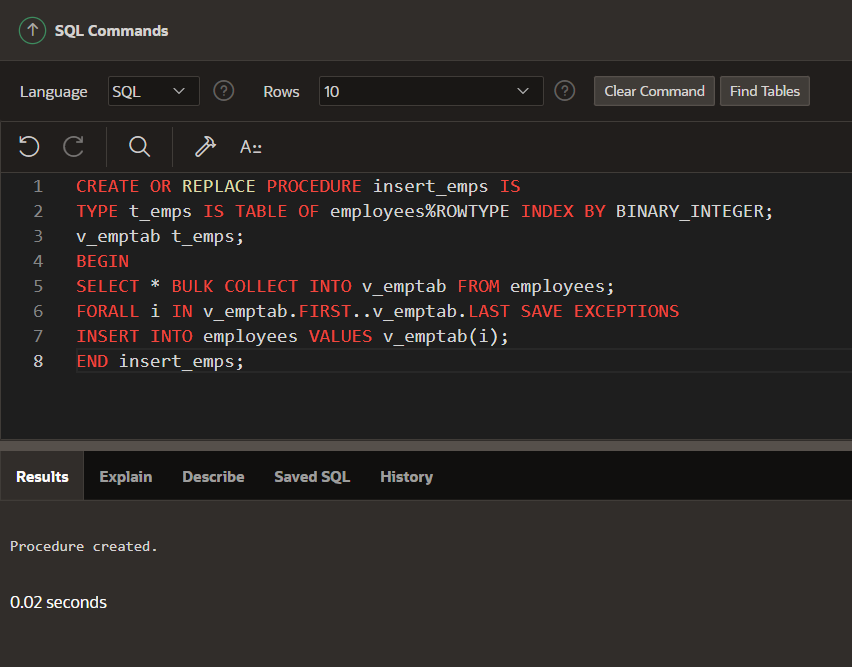 SQL Commands
Language SQL ? Rows 10 ? Clear Command Find Tables
A::
1 CREATE OR REPLACE PROCEDURE insert_emps IS
2 TYPE t_emps IS TABLE OF employees%ROWTYPE INDEX BY BINARY_INTEGER;
3 v_emptab t_emps;
4 BEGIN
5 SELECT * BULK COLLECT INTO v_emptab FROM employees;
6 FORALL i IN v_emptab.FIRST..v_emptab.LAST SAVE EXCEPTIONS
7 INSERT INTO employees VALUES v_emptab(i);
8 END insert_emps;
Results Explain Describe Saved SQL History
Procedure created.
0.02 seconds